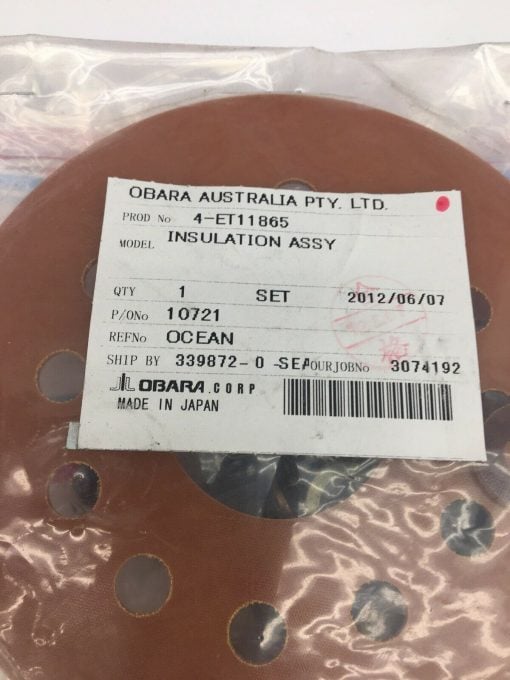 OBARA AUSTRALIA PTY. LTD.
PROD No 4-ET11865
MODEL INSULATION ASSY
QTY 1 SET 2012/06/07
P/ONo 10721
REFNo OCEAN
SHIP BY 339872-0 -SEA OURJOBNo 3074192
OBARA.CORP
MADE IN JAPAN